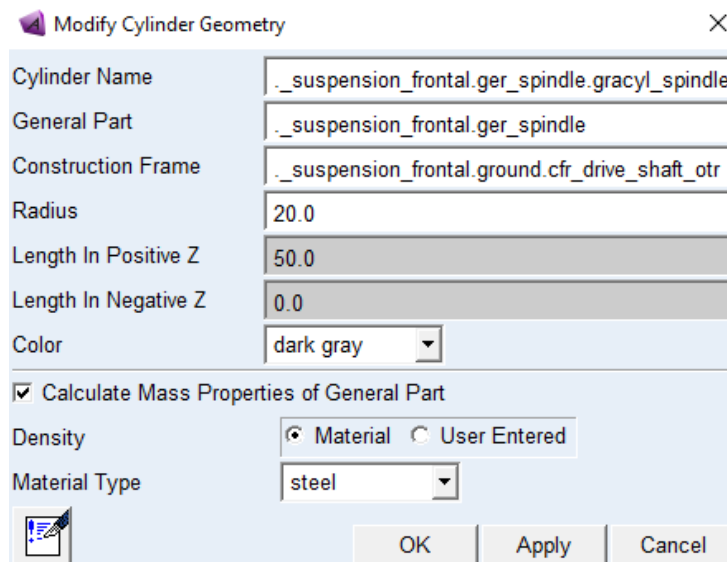 Modify Cylinder Geometry
Cylinder Name ._suspension_frontal.ger_spindle.gracyl_spindle
General Part ._suspension_frontal.ger_spindle
Construction Frame ._suspension_frontal.ground.cfr_drive_shaft_otr
Radius 20.0
Length In Positive Z 50.0
Length In Negative Z 0.0
Color dark gray
Calculate Mass Properties of General Part
Density Material User Entered
Material Type steel
OK Apply Cancel